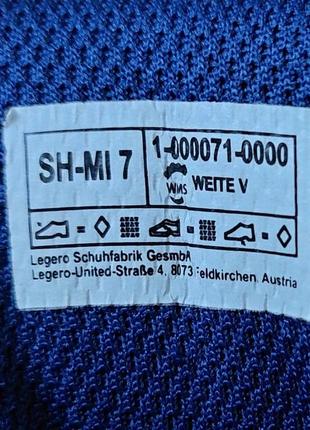 SH-MI 7
1-000071-0000
WMS WEITE V
Legero Schuhfabrik GesmbH
Legero-United-Straße 4, 8073 Feldkirchen, Austria